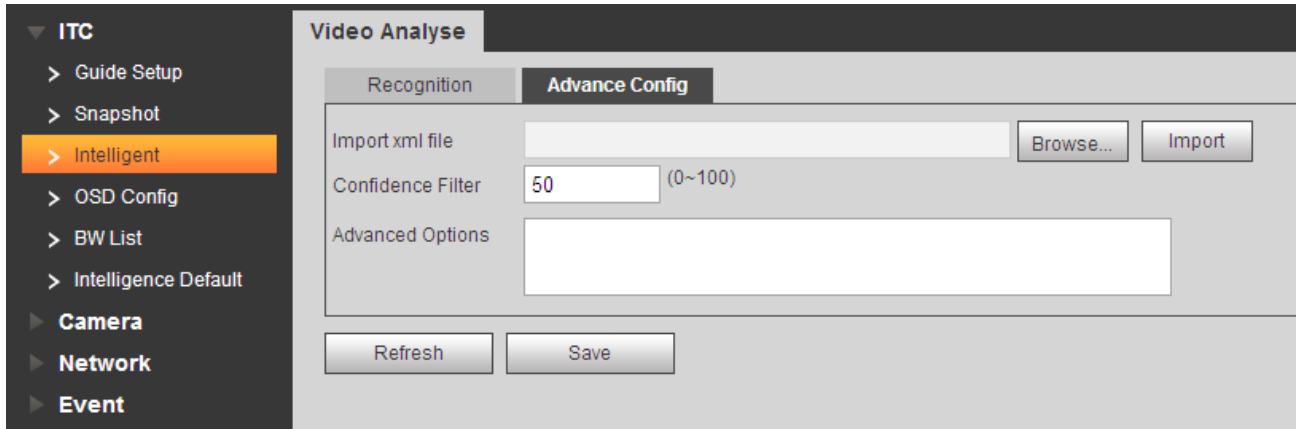 ITC
Guide Setup
Snapshot
Intelligent
OSD Config
BW List
Intelligence Default
Camera
Network
Event
Video Analyse
Recognition
Advance Config
Import xml file
Browse...
Import
Confidence Filter
50
(0~100)
Advanced Options
Refresh
Save